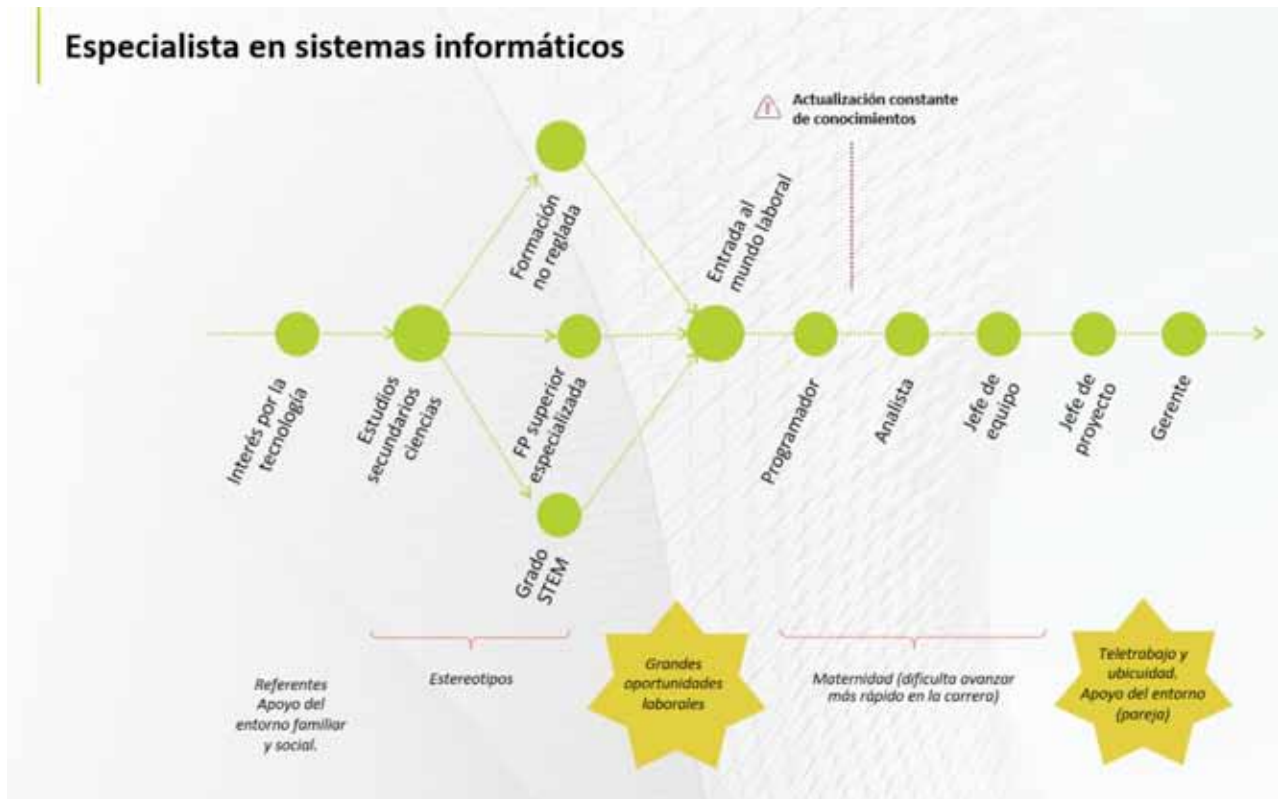 Especialista en sistemas informáticos
Actualización constante
de conocimientos
Formación
no reglada
Entrada al
mundo laboral
Interés por la
tecnología
Estudios
secundarios
ciencias
FP superior
especializada
Programador
Analista
Jefe de
equipo
Jefe de
proyecto
Gerente
Grado
STEM
Referentes
Apoyo del
entorno familiar
y social.
Estereotipos
Grandes
oportunidades
laborales
Maternidad (dificulta avanzar
más rápido en la carrera)
Teletrabajo y
ubicuidad.
Apoyo del entorno
(pareja)